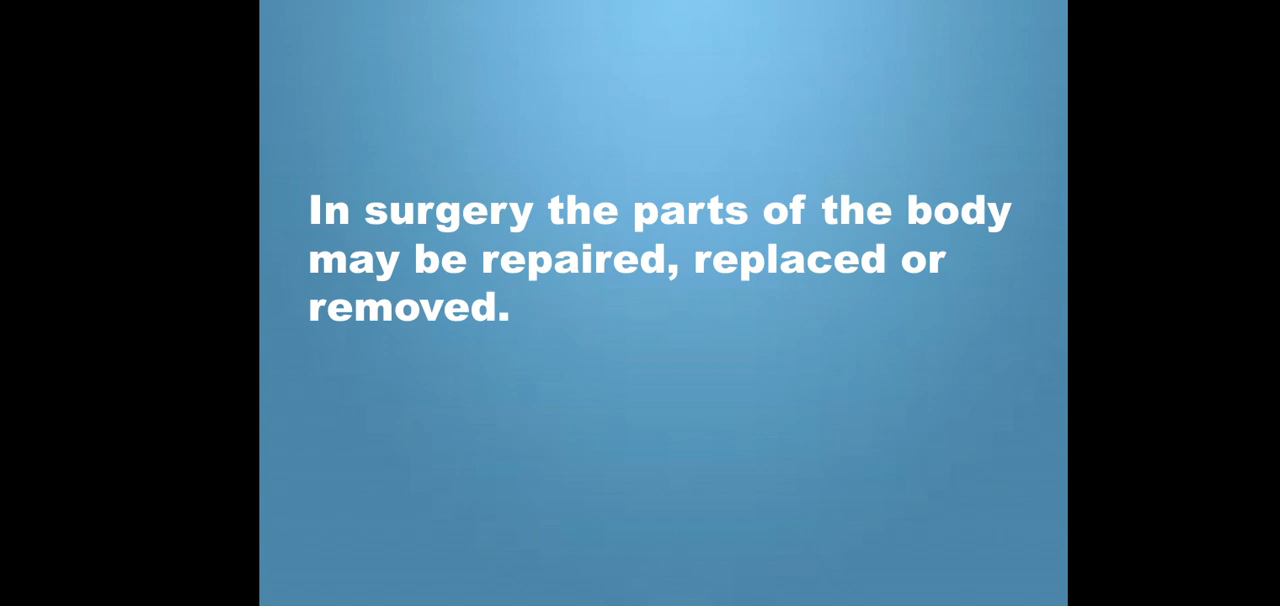 In surgery the parts of the body
may be repaired, replaced or
removed.